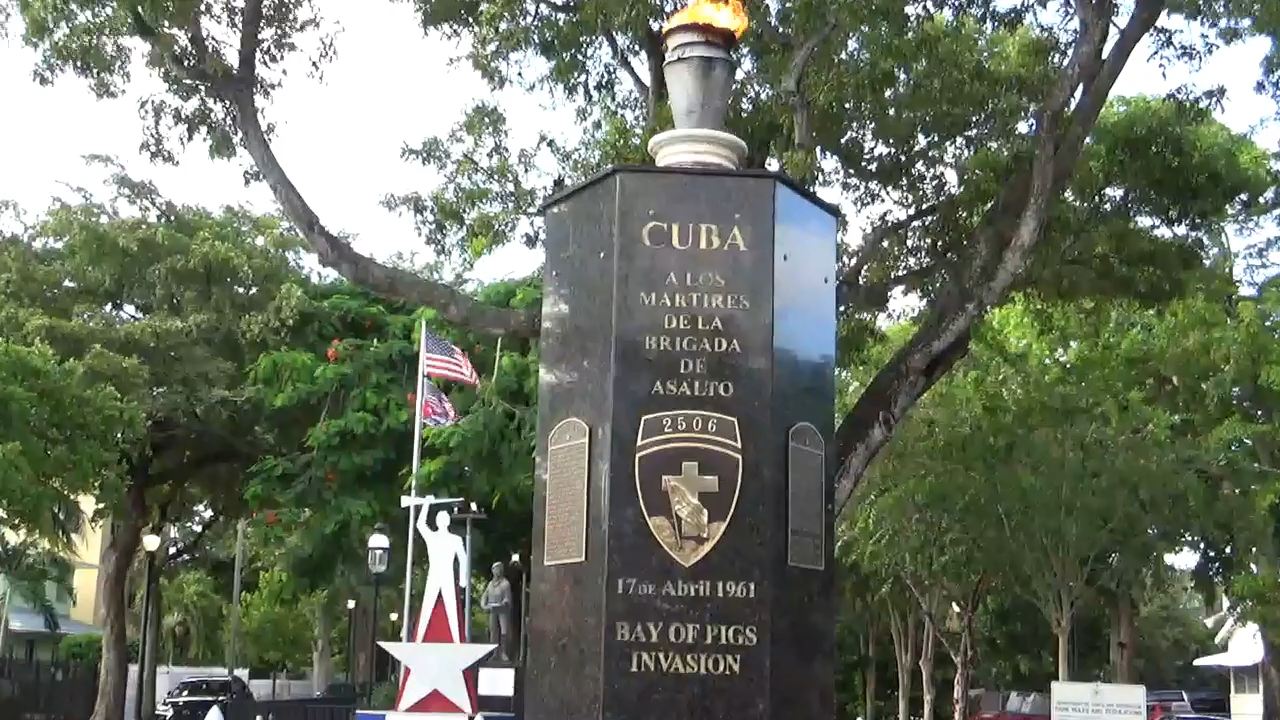 CUBA
A LOS
MARTIRES
DE LA
BRIGADA
DE
ASALTO
2506
17 DE Abril 1961
BAY OF PIGS
INVASION